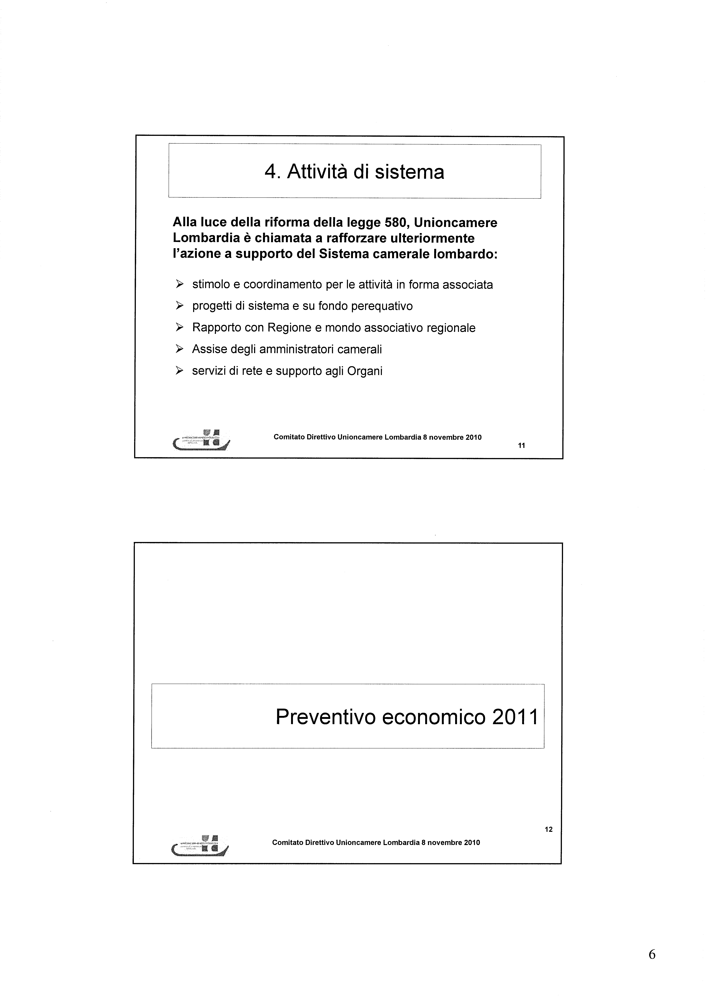 4. Attività di sistema
Alla luce della riforma della legge 580, Unioncamere
Lombardia è chiamata a rafforzare ulteriormente
l'azione a supporto del Sistema camerale lombardo:
➢ stimolo e coordinamento per le attività in forma associata
➢ progetti di sistema e su fondo perequativo
➢ Rapporto con Regione e mondo associativo regionale
➢ Assise degli amministratori camerali
➢ servizi di rete e supporto agli Organi
Comitato Direttivo Unioncamere Lombardia 8 novembre 2010
11
Preventivo economico 2011
12
Comitato Direttivo Unioncamere Lombardia 8 novembre 2010
6